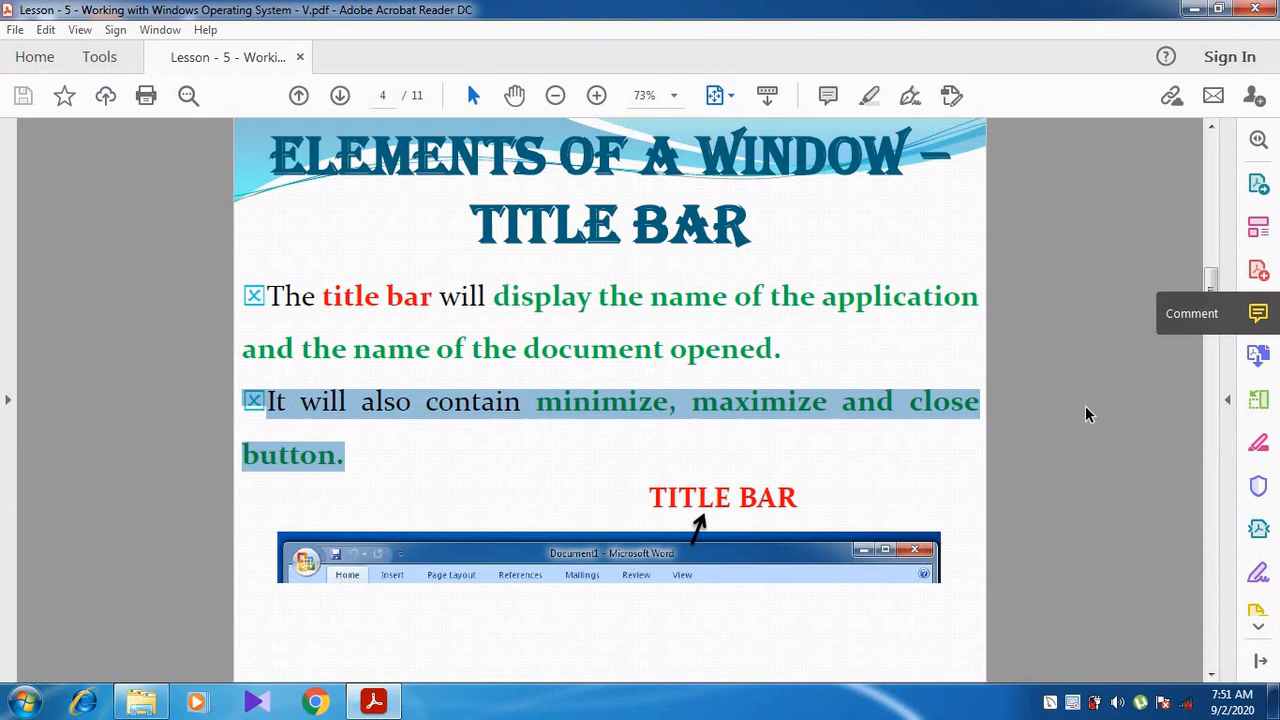 Lesson - 5 - Working with Windows Operating System - V.pdf - Adobe Acrobat Reader DC
File Edit View Sign Window Help
Home Tools Lesson - 5 - Worki... × Sign In
4 / 11 73%
ELEMENTS OF A WINDOW –
TITLE BAR
The title bar will display the name of the application
and the name of the document opened.
It will also contain minimize, maximize and close
button.
Comment
TITLE BAR
Document1 - Microsoft Word
Home Insert Page Layout References Mailings Review View
7:51 AM
9/2/2020